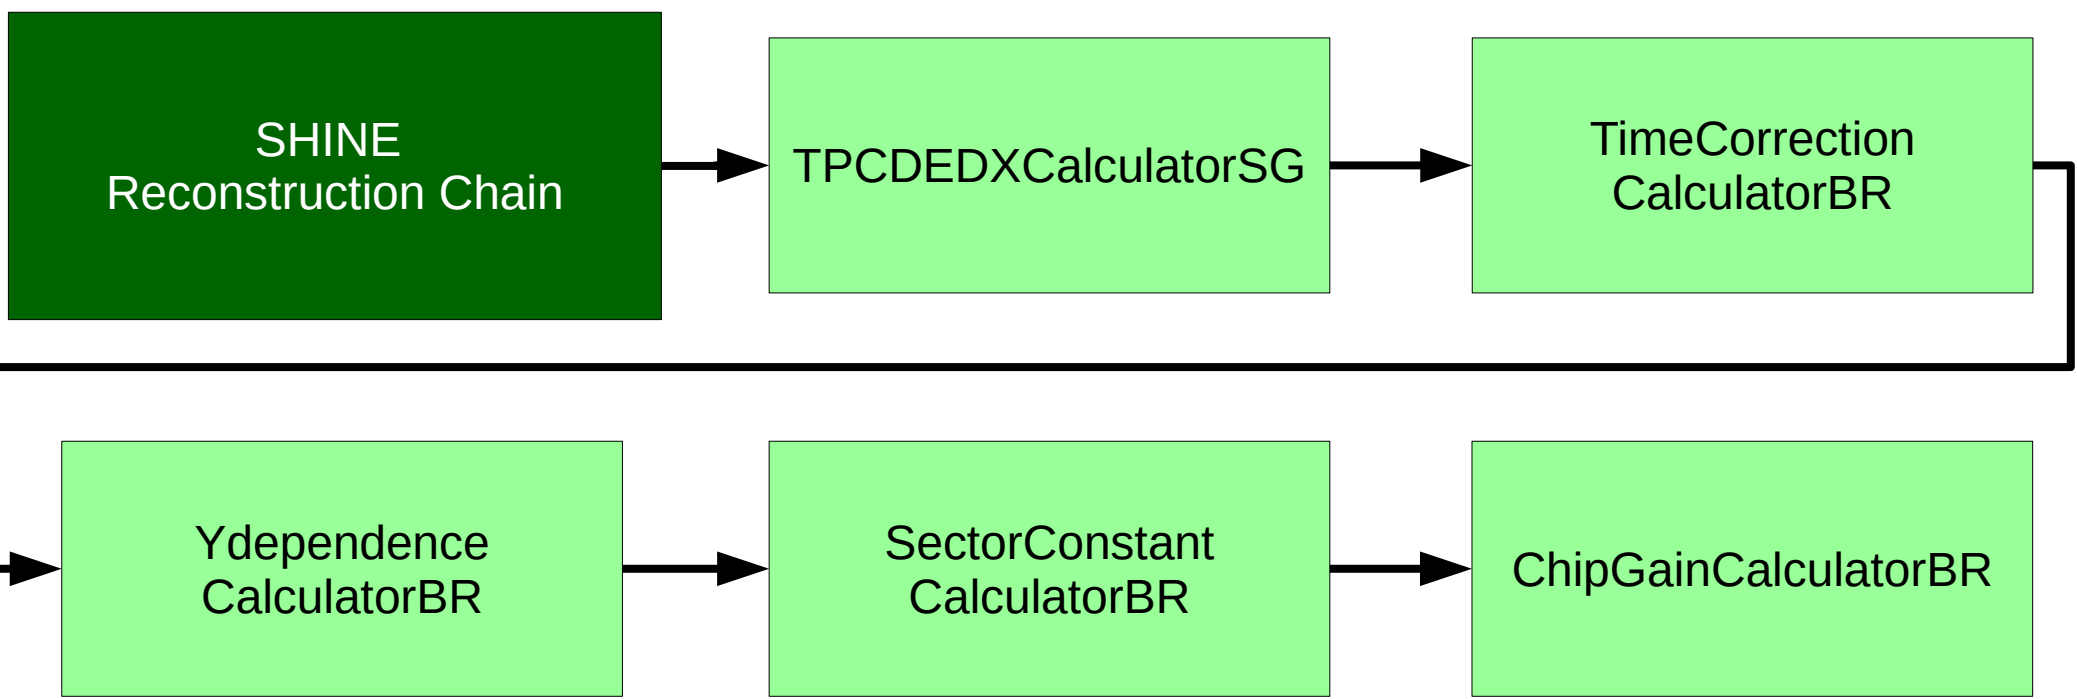 SHINE
Reconstruction Chain
TPCDEDXCalculatorSG
TimeCorrection
CalculatorBR
Ydependence
CalculatorBR
SectorConstant
CalculatorBR
ChipGainCalculatorBR